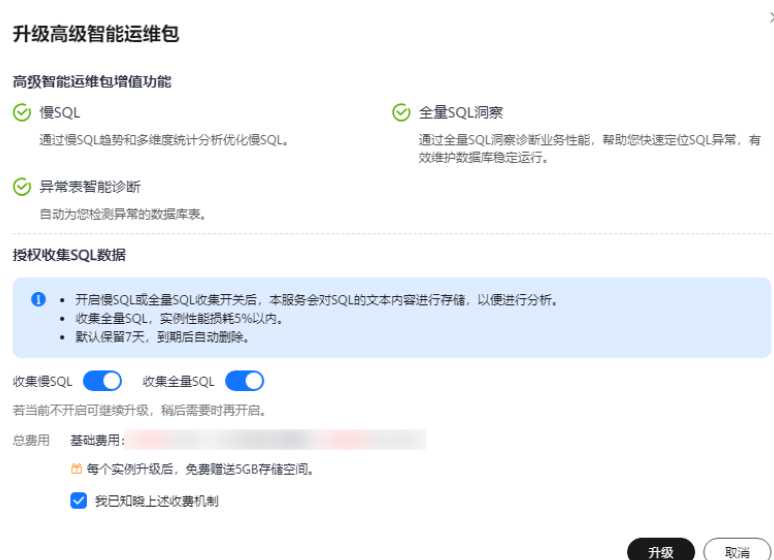 升级高级智能运维包
高级智能运维包增值功能
慢SQL
通过慢SQL趋势和多维度统计分析优化慢SQL。
全量SQL洞察
通过全量SQL洞察诊断业务性能，帮助您快速定位SQL异常，有
效维护数据库稳定运行。
异常表智能诊断
自动为您检测异常的数据库表。
授权收集SQL数据
• 开启慢SQL或全量SQL收集开关后，本服务会对SQL的文本内容进行存储，以便进行分析。
• 收集全量SQL，实例性能损耗5%以内。
• 默认保留7天，到期后自动删除。
收集慢SQL 收集全量SQL
若当前不开启可继续升级，稍后需要时再开启。
总费用 基础费用:
每个实例升级后，免费赠送5GB存储空间。
我已知晓上述收费机制
升级 取消